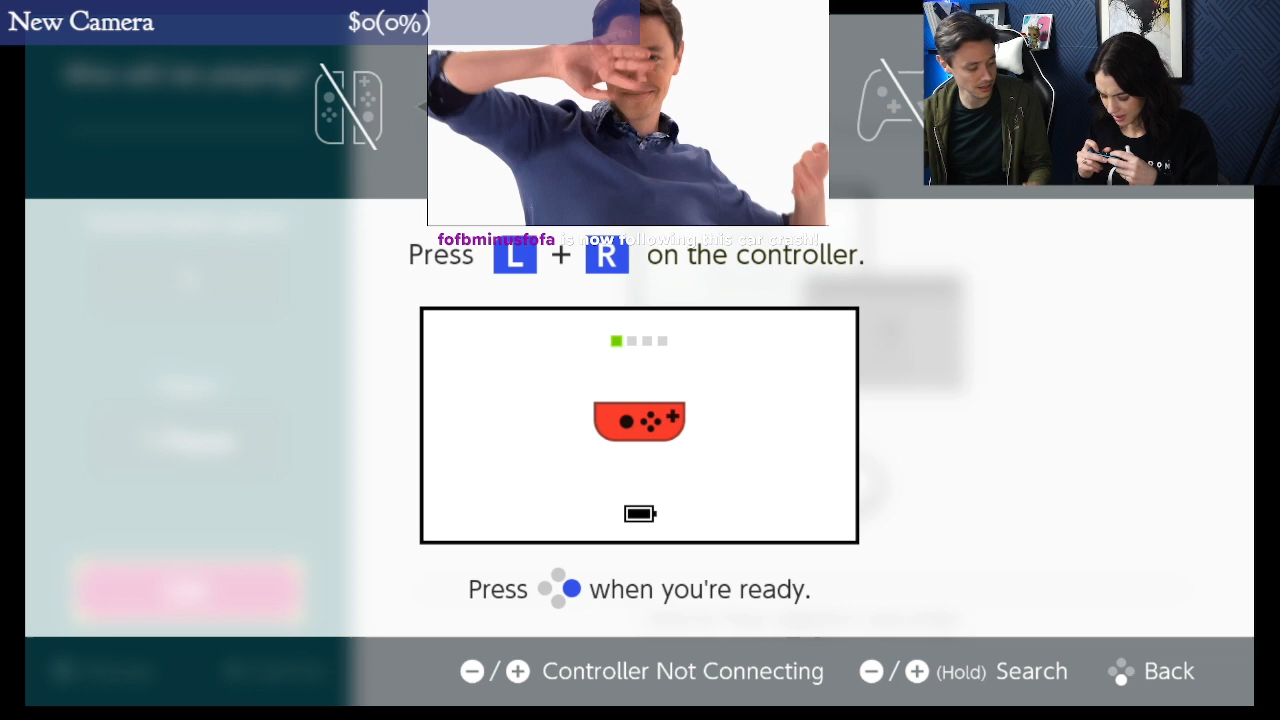 New Camera $0(0%)
fofbminusfofa is now following this car crash!
Press L + R on the controller.
Press when you're ready.
Controller Not Connecting (Hold) Search Back